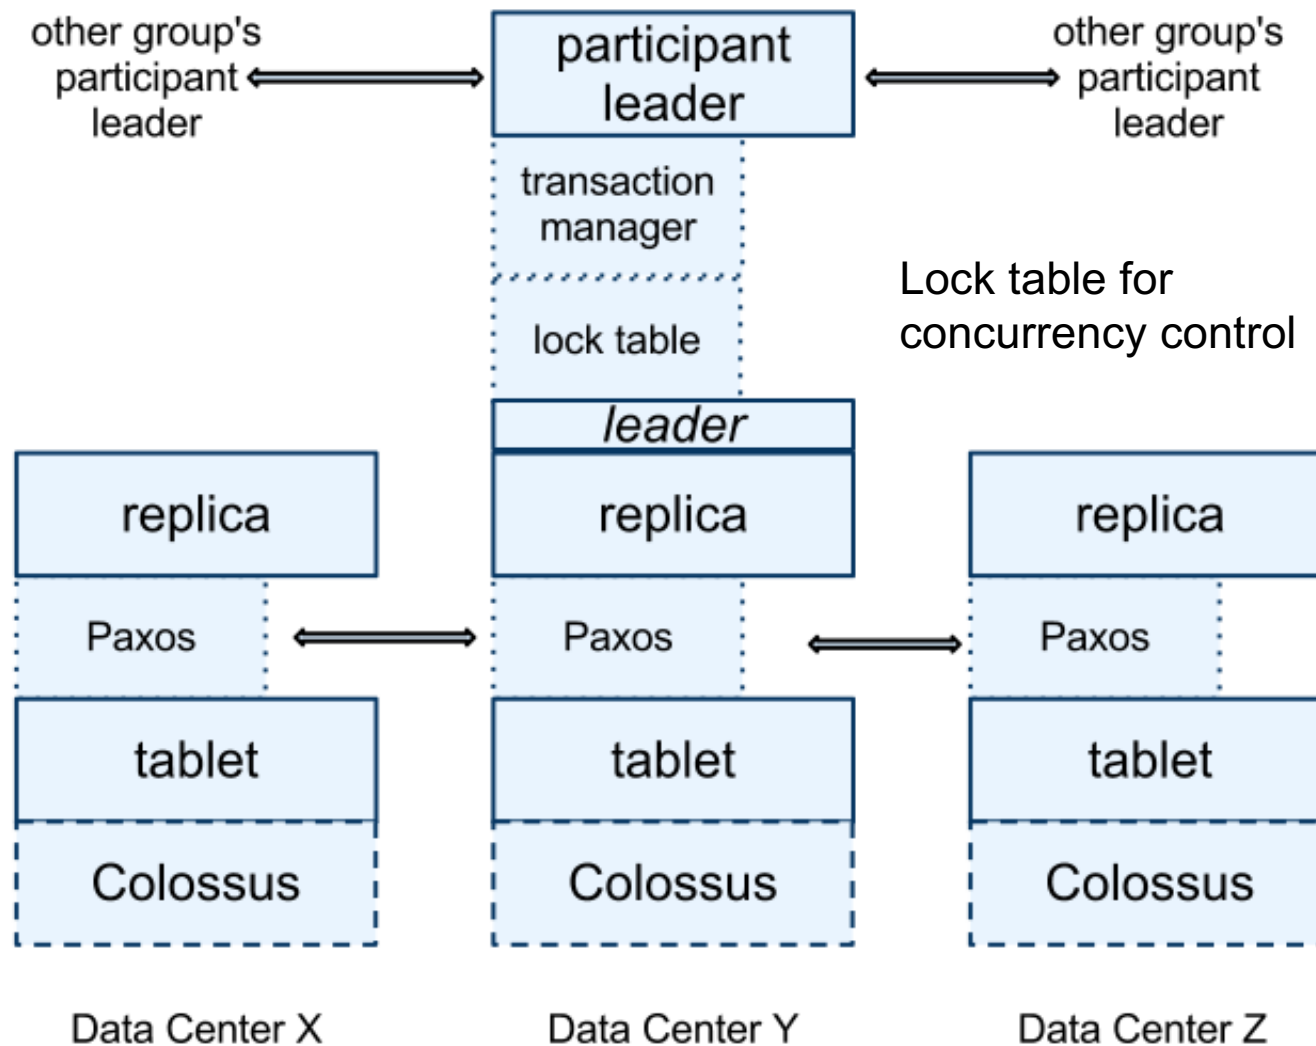 other group's
participant
leader
participant
leader
other group's
participant
leader
transaction
manager
Lock table for
concurrency control
lock table
leader
replica
replica
replica
Paxos
Paxos
Paxos
tablet
tablet
tablet
Colossus
Colossus
Colossus
Data Center X
Data Center Y
Data Center Z